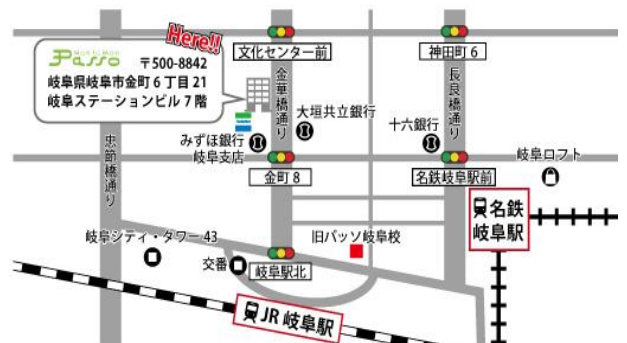 Here!!
Man to Man
Passo
〒500-8842
岐阜県岐阜市金町6丁目21
岐阜ステーションビル7階
文化センター前
神田町6
金華橋通り
長良橋通り
忠節橋通り
大垣共立銀行
みずほ銀行
岐阜支店
十六銀行
岐阜ロフト
金町8
名鉄岐阜駅前
名鉄
岐阜駅
岐阜シティ・タワー43
交番
岐阜駅北
旧パッソ岐阜校
JR岐阜駅